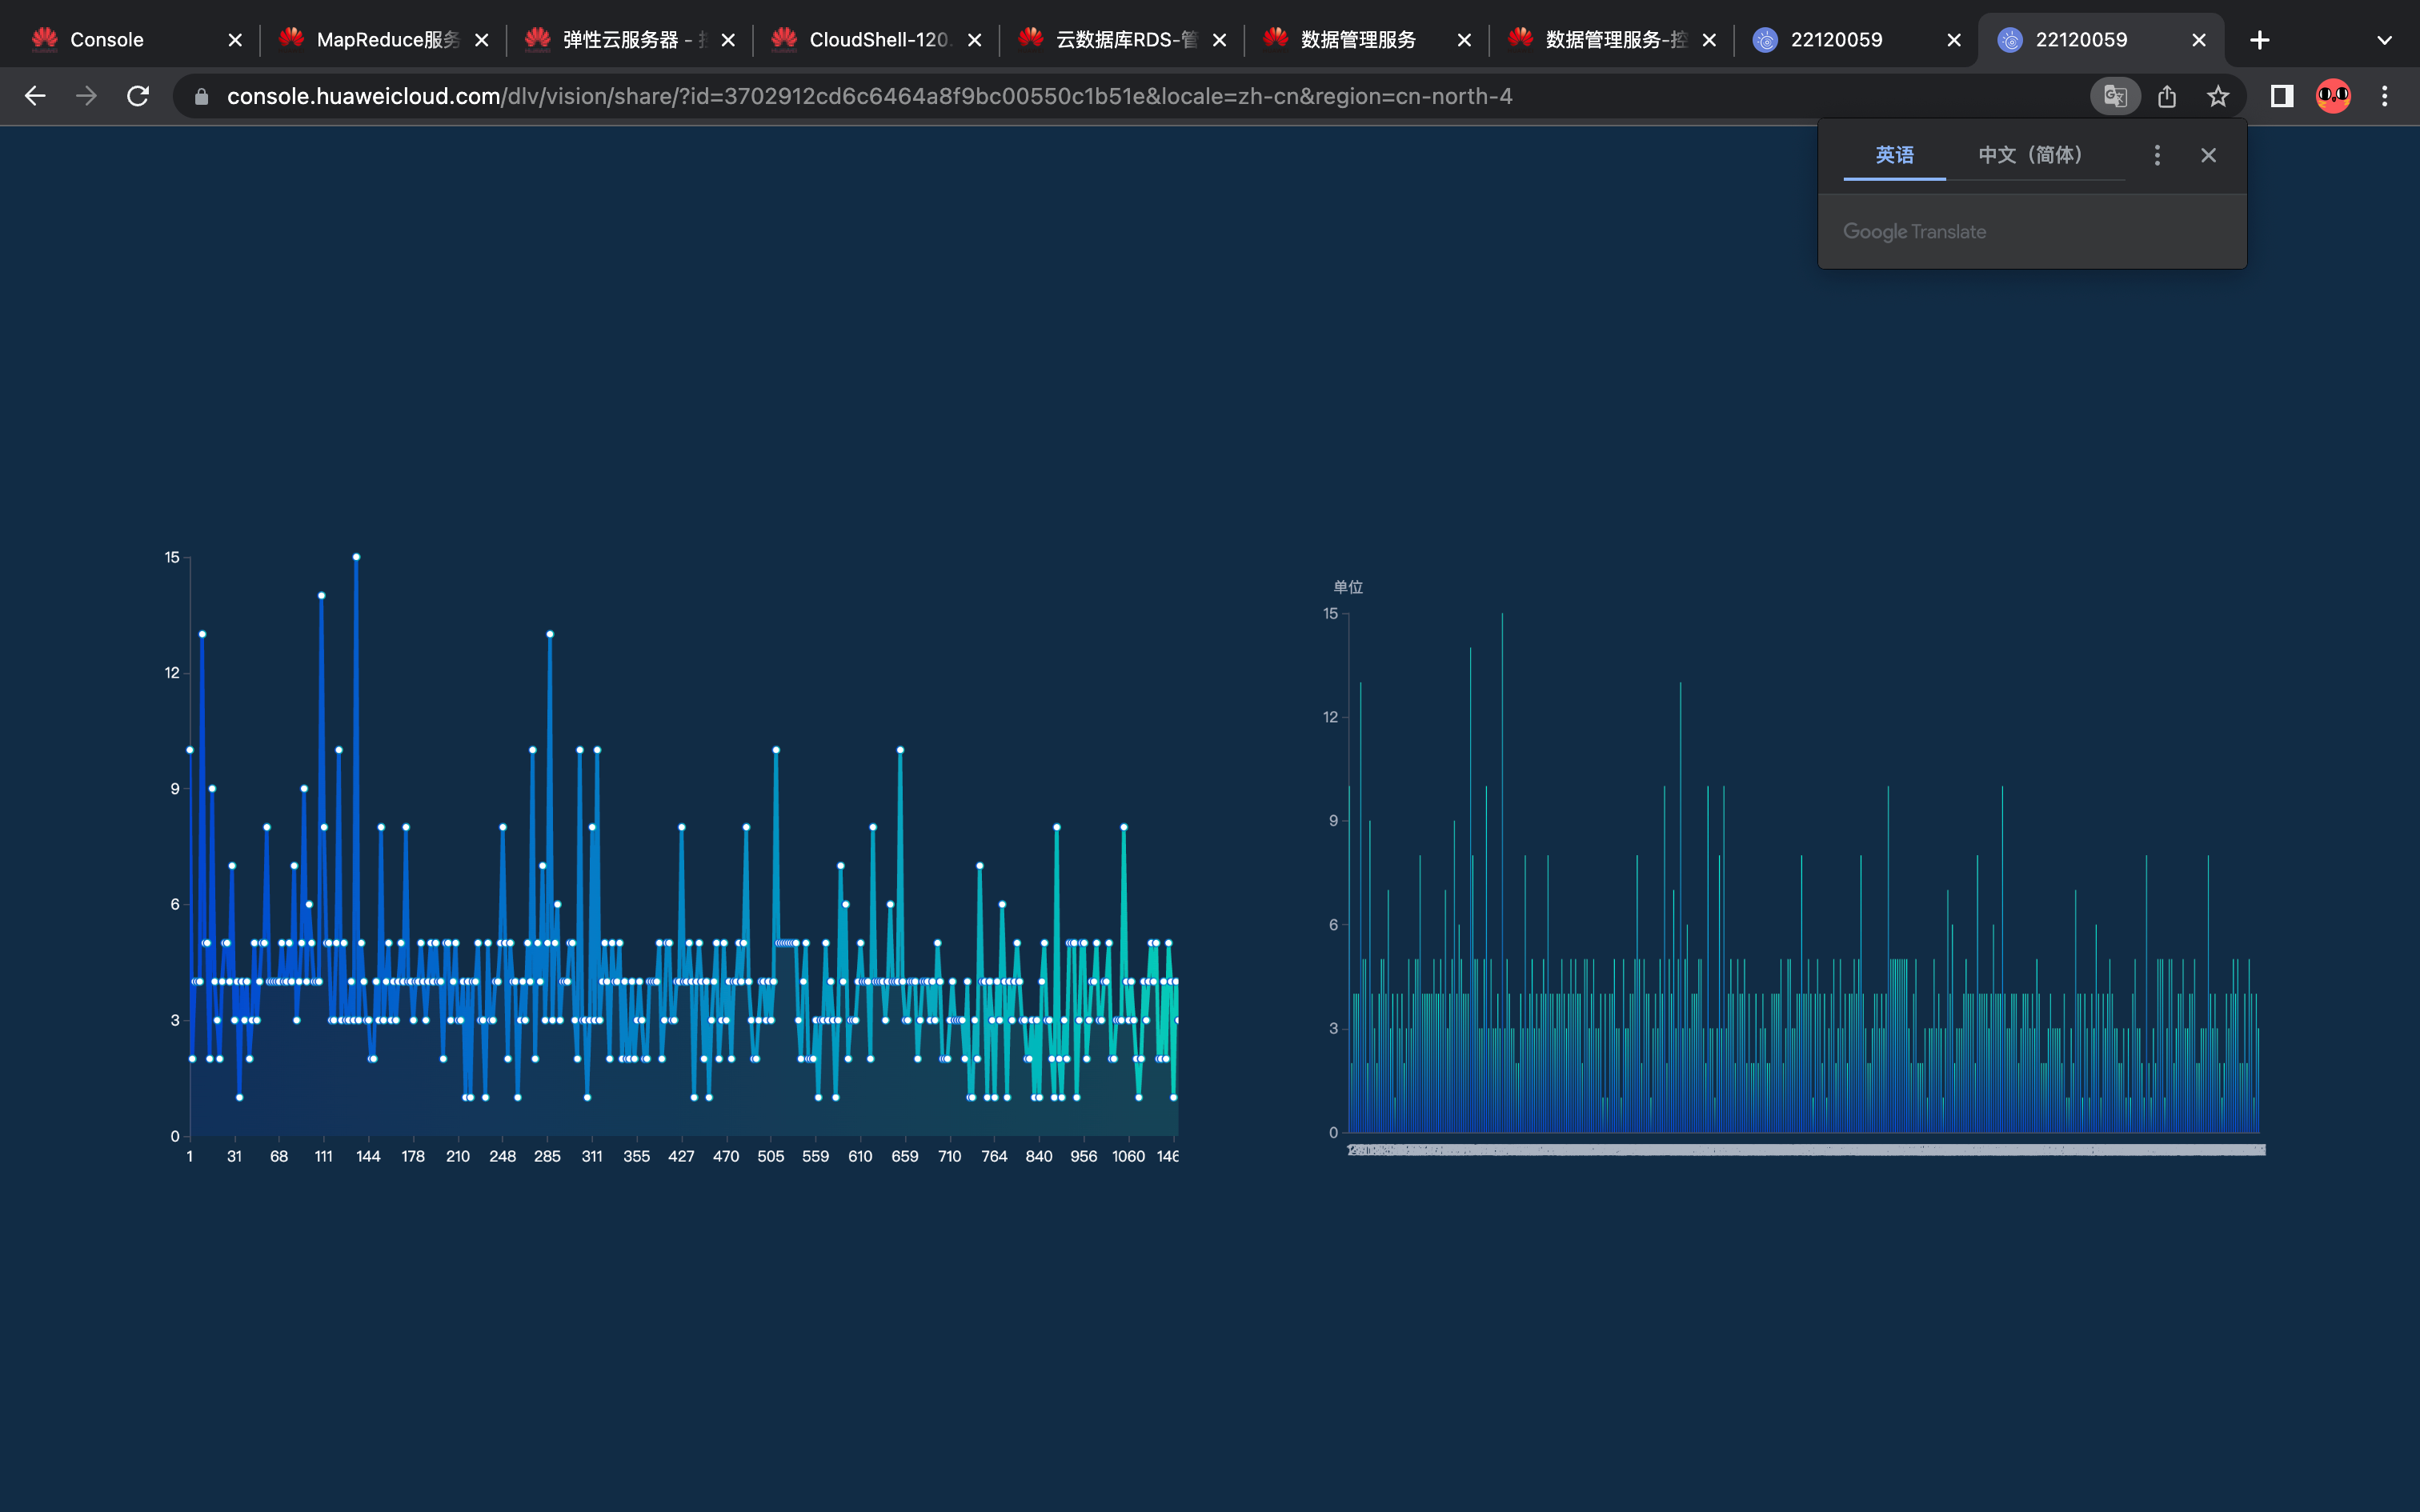 Console
MapReduce服务
弹性云服务器 - 控
CloudShell-120.
云数据库RDS-管
数据管理服务
数据管理服务-控
22120059
22120059
console.huaweicloud.com/dlv/vision/share/?id=3702912cd6c6464a8f9bc00550c1b51e&locale=zh-cn&region=cn-north-4
英语
中文（简体）
Google Translate
15
12
9
6
3
0
1 31 68 111 144 178 210 248 285 311 355 427 470 505 559 610 659 710 764 840 956 1060 146
单位
15
12
9
6
3
0